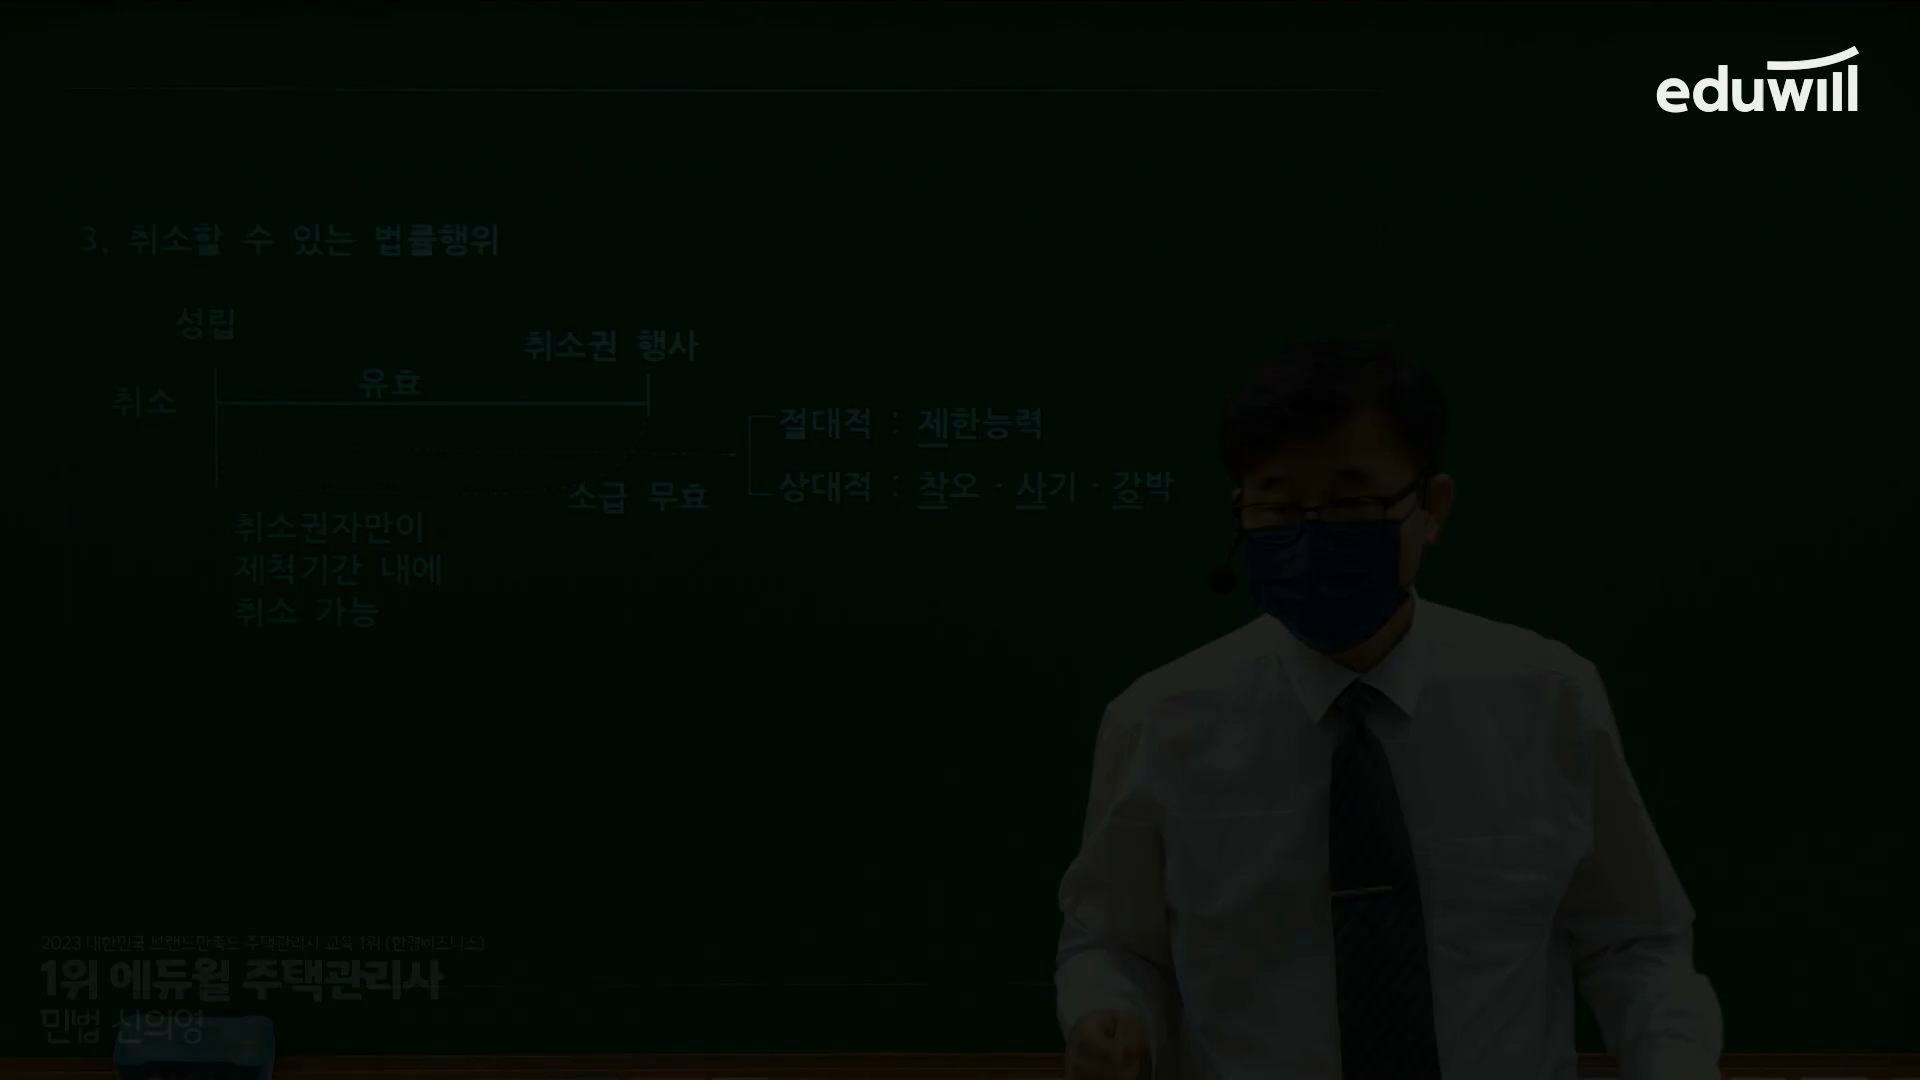 eduwill
3. 취소할 수 있는 법률행위
성립
취소권 행사
유효
취소
절대적 : 제한능력
상대적 : 착오 · 사기 · 강박
소급 무효
취소권자만이
제척기간 내에
취소 가능
2023 대한민국 브랜드만족도 주택관리사 교육 1위 (한경비즈니스)
1위 에듀윌 주택관리사
민법 신의영